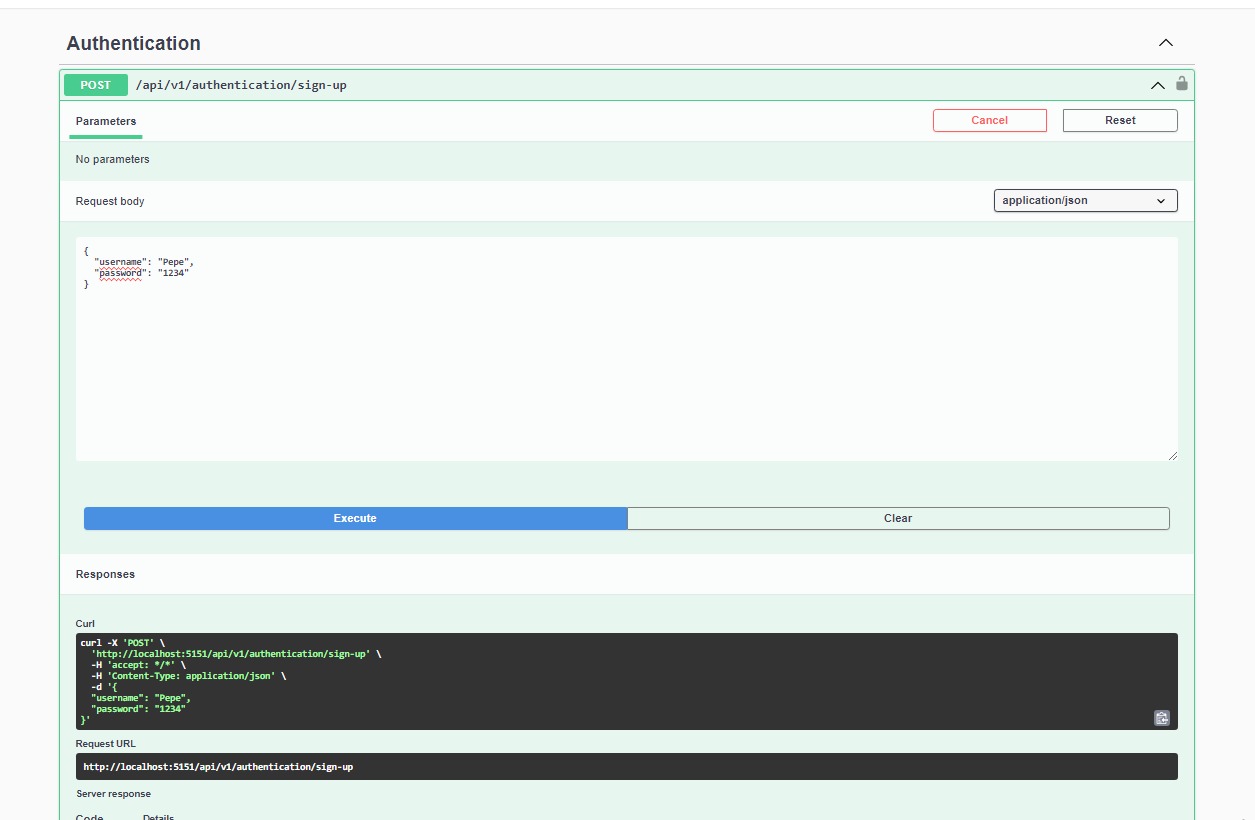 Authentication
POST /api/v1/authentication/sign-up
Parameters Cancel Reset
No parameters
Request body application/json
{
  "username": "Pepe",
  "password": "1234"
}
Execute Clear
Responses
Curl
curl -X 'POST' \
  'http://localhost:5151/api/v1/authentication/sign-up' \
  -H 'accept: */*' \
  -H 'Content-Type: application/json' \
  -d '{
  "username": "Pepe",
  "password": "1234"
}'
Request URL
http://localhost:5151/api/v1/authentication/sign-up
Server response
Code Details